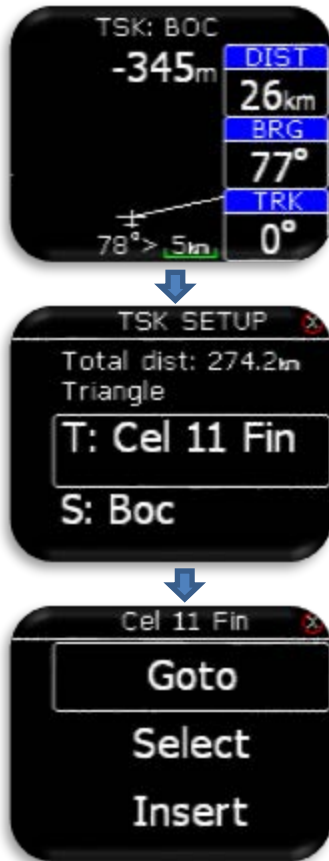 TSK: BOC
-345m
DIST
26km
BRG
77°
TRK
0°
78°> 5km
TSK SETUP
Total dist: 274.2km
Triangle
T: Cel 11 Fin
S: Boc
Cel 11 Fin
Goto
Select
Insert